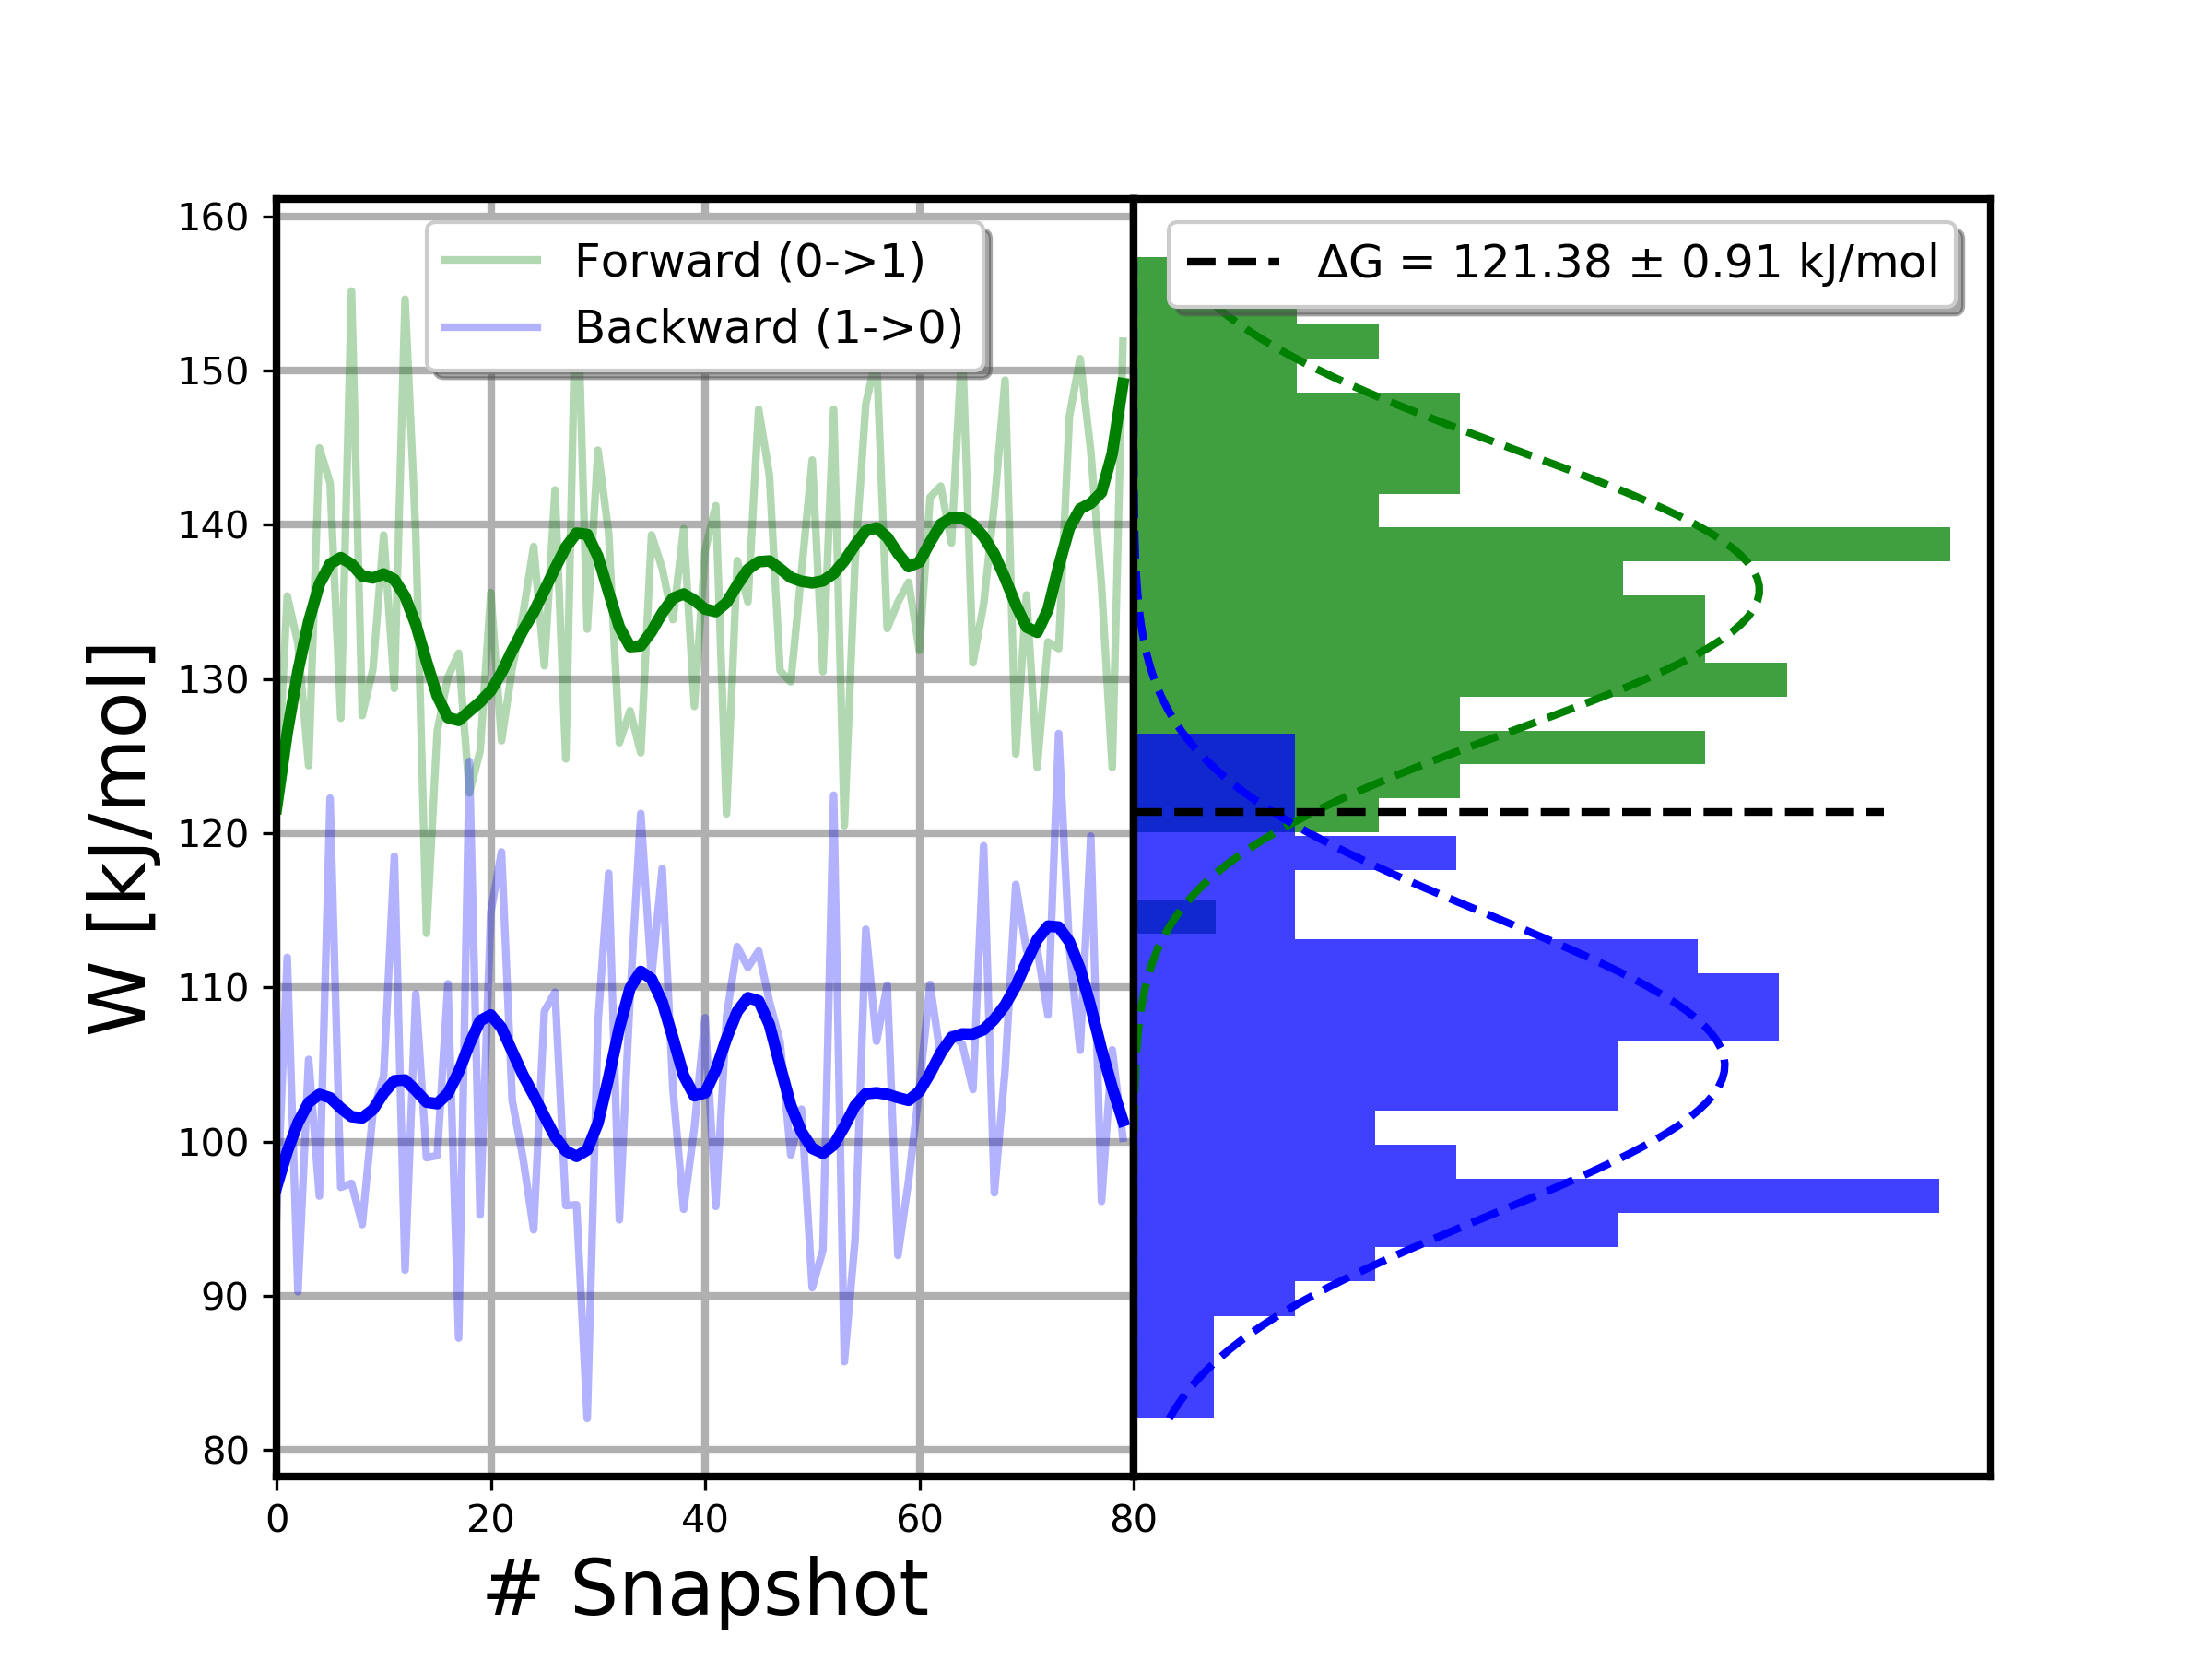 Forward (0->1)
Backward (1->0)
ΔG = 121.38 ± 0.91 kJ/mol
W [kJ/mol]
160
150
140
130
120
110
100
90
80
0 20 40 60 80
# Snapshot